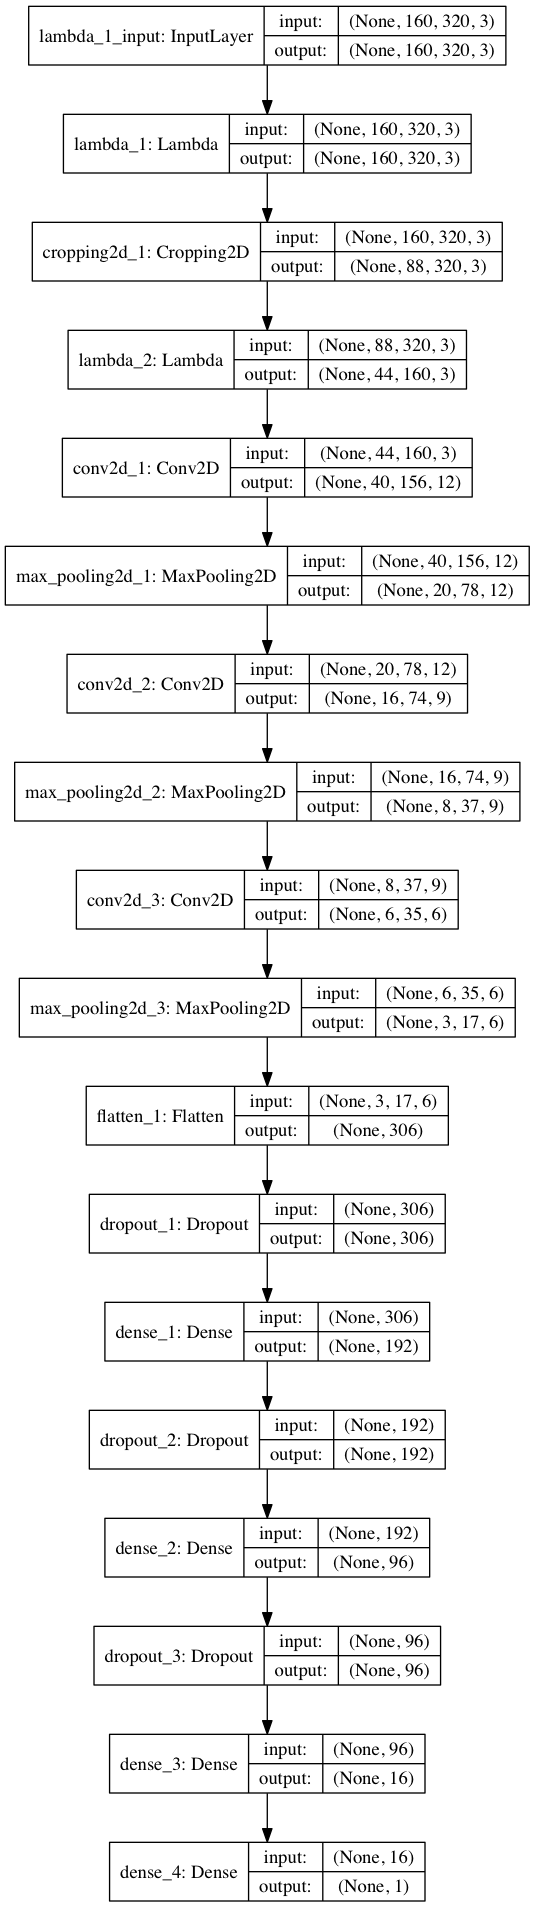 lambda_1_input: InputLayer
input: (None, 160, 320, 3)
output: (None, 160, 320, 3)
lambda_1: Lambda
input: (None, 160, 320, 3)
output: (None, 160, 320, 3)
cropping2d_1: Cropping2D
input: (None, 160, 320, 3)
output: (None, 88, 320, 3)
lambda_2: Lambda
input: (None, 88, 320, 3)
output: (None, 44, 160, 3)
conv2d_1: Conv2D
input: (None, 44, 160, 3)
output: (None, 40, 156, 12)
max_pooling2d_1: MaxPooling2D
input: (None, 40, 156, 12)
output: (None, 20, 78, 12)
conv2d_2: Conv2D
input: (None, 20, 78, 12)
output: (None, 16, 74, 9)
max_pooling2d_2: MaxPooling2D
input: (None, 16, 74, 9)
output: (None, 8, 37, 9)
conv2d_3: Conv2D
input: (None, 8, 37, 9)
output: (None, 6, 35, 6)
max_pooling2d_3: MaxPooling2D
input: (None, 6, 35, 6)
output: (None, 3, 17, 6)
flatten_1: Flatten
input: (None, 3, 17, 6)
output: (None, 306)
dropout_1: Dropout
input: (None, 306)
output: (None, 306)
dense_1: Dense
input: (None, 306)
output: (None, 192)
dropout_2: Dropout
input: (None, 192)
output: (None, 192)
dense_2: Dense
input: (None, 192)
output: (None, 96)
dropout_3: Dropout
input: (None, 96)
output: (None, 96)
dense_3: Dense
input: (None, 96)
output: (None, 16)
dense_4: Dense
input: (None, 16)
output: (None, 1)